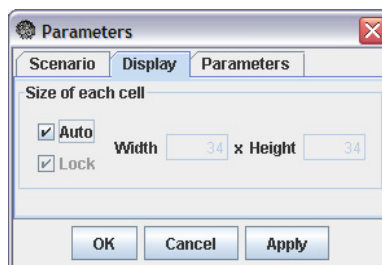 Parameters
Scenario Display Parameters
Size of each cell
Auto
Width 34 x Height 34
Lock
OK Cancel Apply